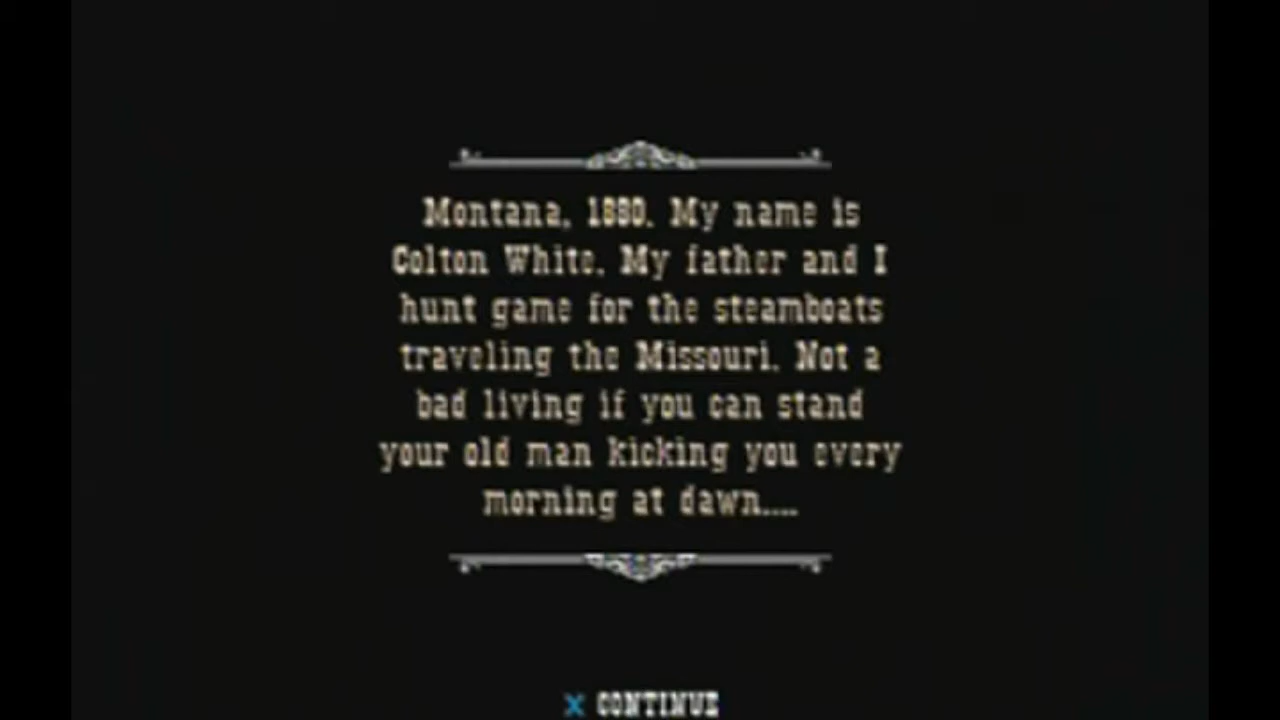 Montana, 1880. My name is
Colton White. My father and I
hunt game for the steamboats
traveling the Missouri. Not a
bad living if you can stand
your old man kicking you every
morning at dawn....
X CONTINUE